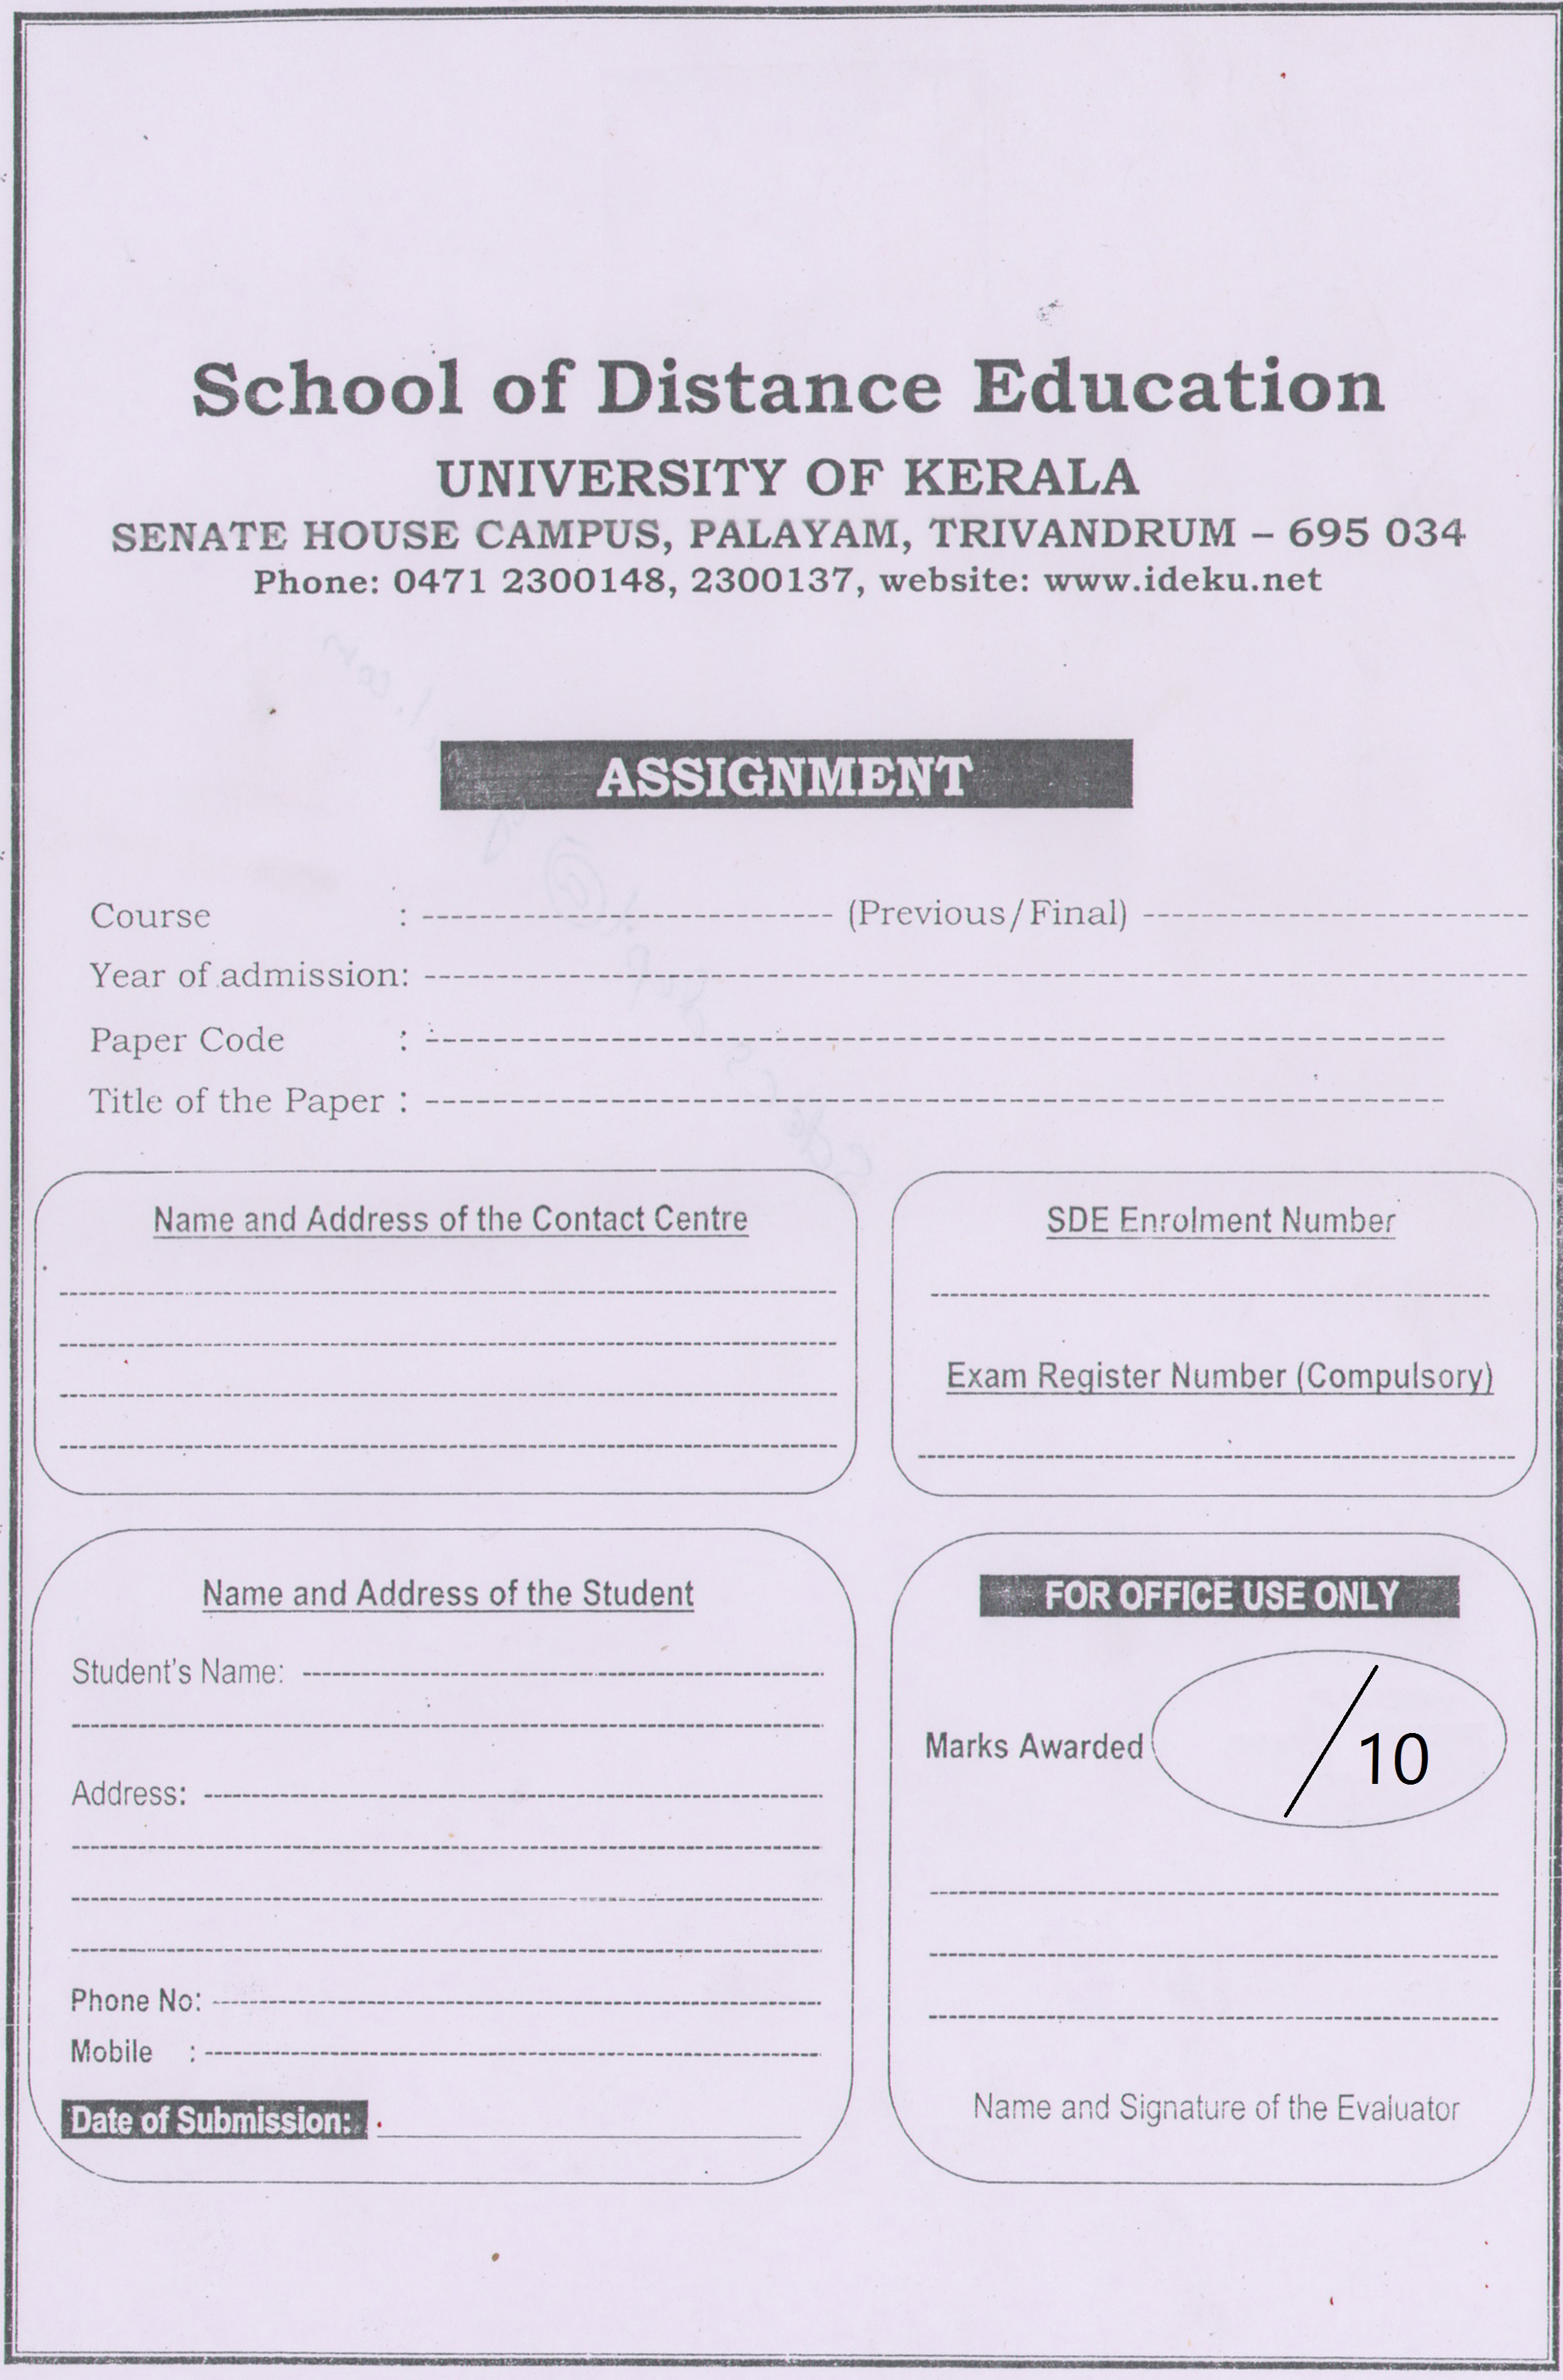 School of Distance Education
UNIVERSITY OF KERALA
SENATE HOUSE CAMPUS, PALAYAM, TRIVANDRUM – 695 034
Phone: 0471 2300148, 2300137, website: www.ideku.net
ASSIGNMENT
Course : (Previous/Final)
Year of admission:
Paper Code :
Title of the Paper :
Name and Address of the Contact Centre
SDE Enrolment Number
Exam Register Number (Compulsory)
Name and Address of the Student
Student's Name:
Address:
Phone No:
Mobile :
Date of Submission:
FOR OFFICE USE ONLY
Marks Awarded /10
Name and Signature of the Evaluator